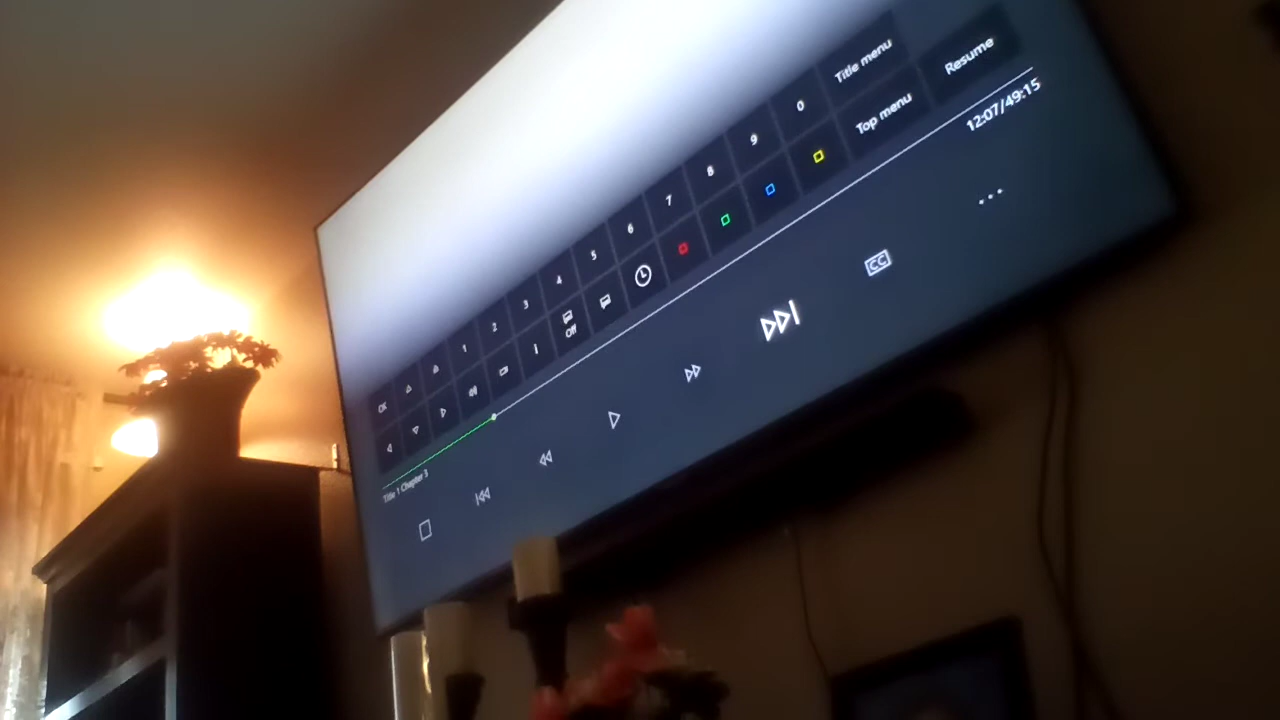 OK 1 2 3 4 5 6 7 8 9 0 Title menu
Off Top menu Resume
Title 1 Chapter 3 12:07/49:15
CC